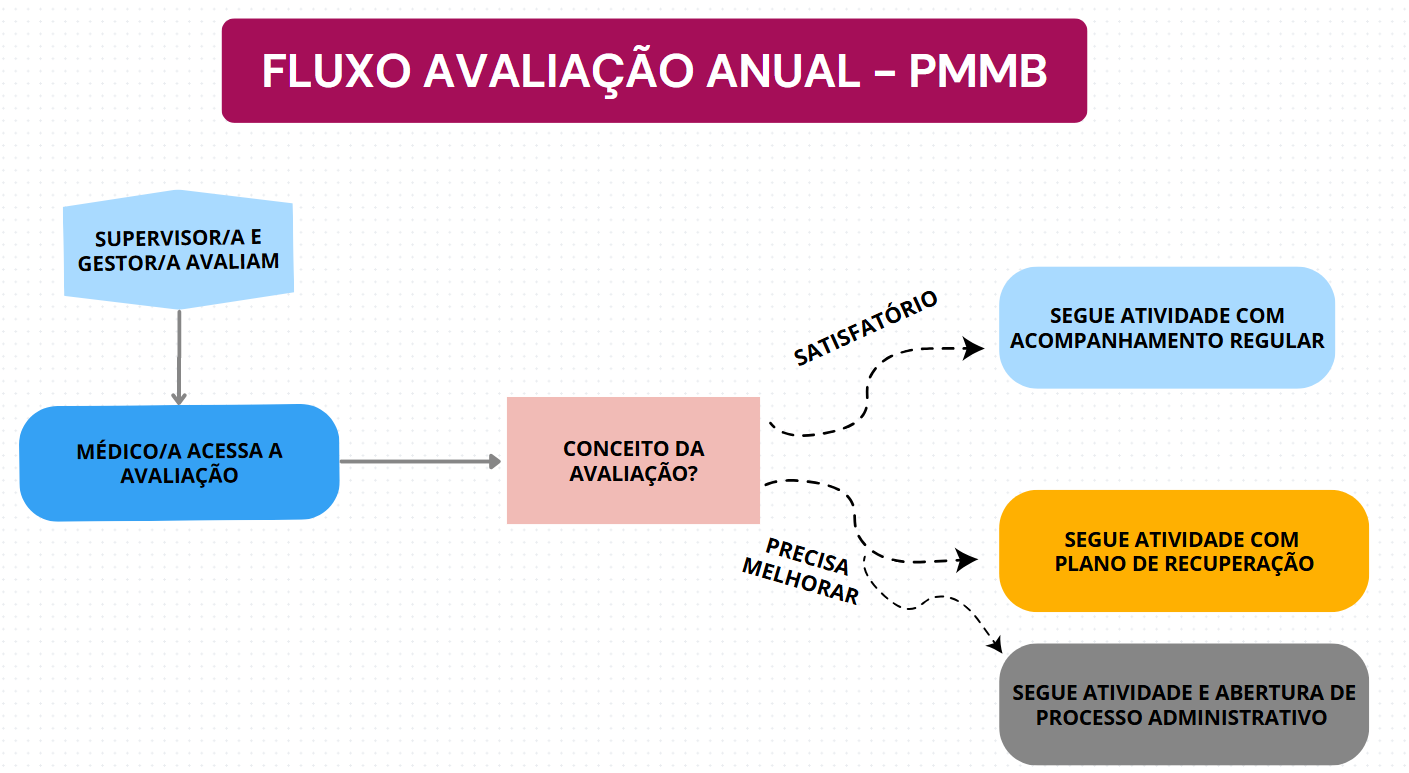 FLUXO AVALIAÇÃO ANUAL - PMMB
SUPERVISOR/A E
GESTOR/A AVALIAM
MÉDICO/A ACESSA A
AVALIAÇÃO
CONCEITO DA
AVALIAÇÃO?
SATISFATÓRIO
SEGUE ATIVIDADE COM
ACOMPANHAMENTO REGULAR
PRECISA
MELHORAR
SEGUE ATIVIDADE COM
PLANO DE RECUPERAÇÃO
SEGUE ATIVIDADE E ABERTURA DE
PROCESSO ADMINISTRATIVO